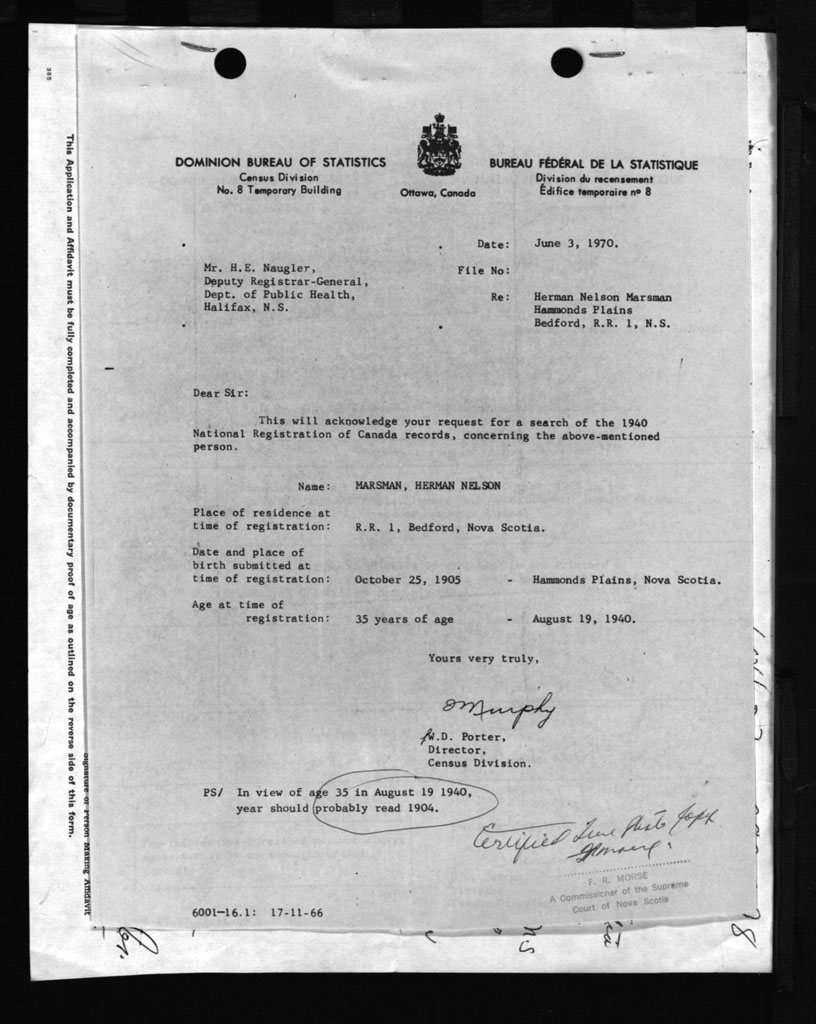 385
This Application and Affidavit must be fully completed and accompanied by documentary proof of age as outlined on the reverse side of this form.
DOMINION BUREAU OF STATISTICS
Census Division
No. 8 Temporary Building
Ottawa, Canada
BUREAU FÉDÉRAL DE LA STATISTIQUE
Division du recensement
Édifice temporaire nº 8
Date: June 3, 1970.
Mr. H.E. Naugler,
Deputy Registrar-General,
Dept. of Public Health,
Halifax, N.S.
File No:
Re: Herman Nelson Marsman
Hammonds Plains
Bedford, R.R. 1, N.S.
Dear Sir:
This will acknowledge your request for a search of the 1940
National Registration of Canada records, concerning the above-mentioned
person.
Name: MARSMAN, HERMAN NELSON
Place of residence at
time of registration: R.R. 1, Bedford, Nova Scotia.
Date and place of
birth submitted at
time of registration: October 25, 1905 - Hammonds Plains, Nova Scotia.
Age at time of
registration: 35 years of age - August 19, 1940.
Yours very truly,
Murphy
W.D. Porter,
Director,
Census Division.
PS/ In view of age 35 in August 19 1940,
year should probably read 1904.
Certified True Photo Copy
F. R. MORSE
A Commissioner of the Supreme
Court of Nova Scotia
6001-16.1: 17-11-66
Signature of Person Making Affidavit
N.S